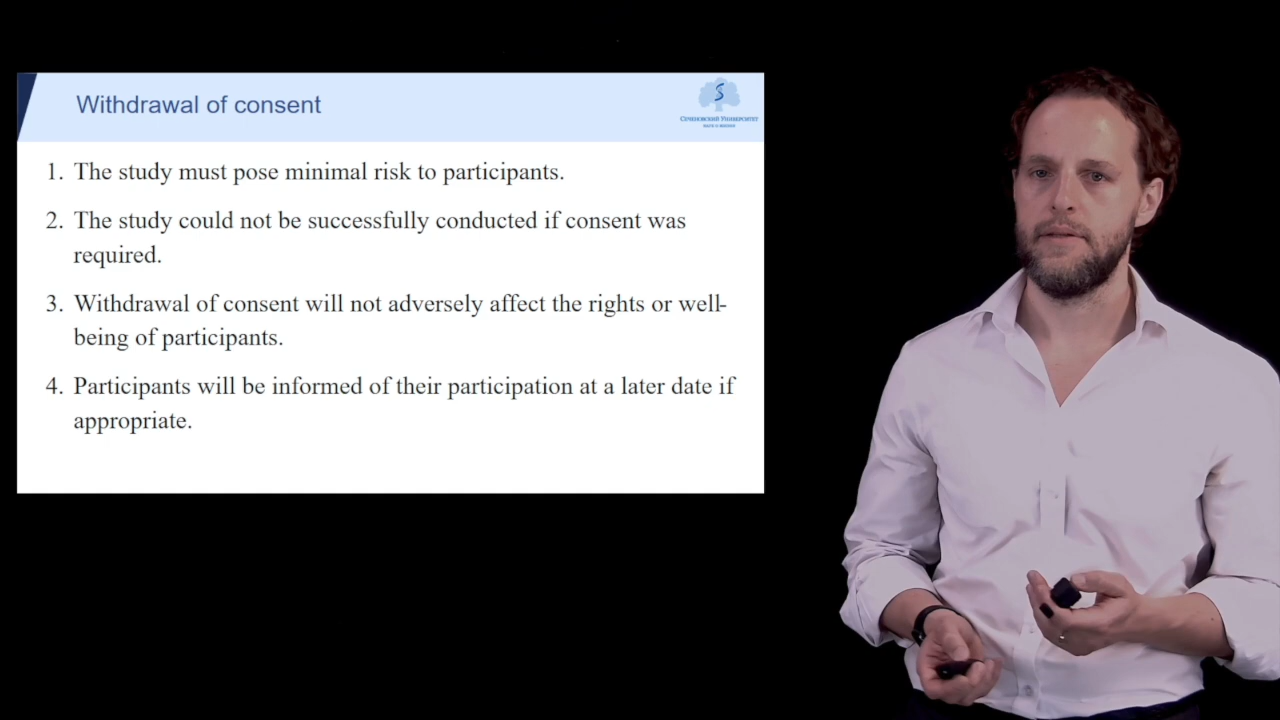 Withdrawal of consent
СЕЧЕНОВСКИЙ УНИВЕРСИТЕТ
1. The study must pose minimal risk to participants.
2. The study could not be successfully conducted if consent was
required.
3. Withdrawal of consent will not adversely affect the rights or well-
being of participants.
4. Participants will be informed of their participation at a later date if
appropriate.